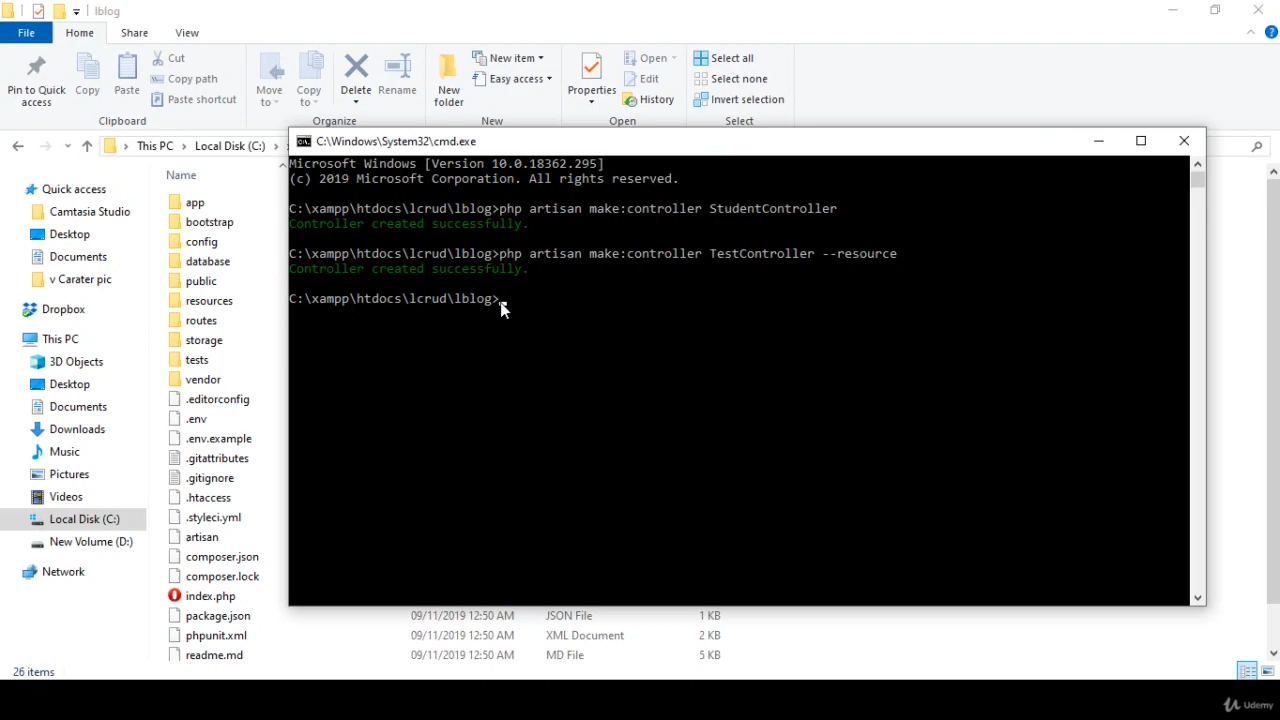 lblog
File
Home
Share
View
Pin to Quick access
Copy
Paste
Cut
Copy path
Paste shortcut
Clipboard
Move to
Copy to
Delete
Rename
Organize
New folder
New item
Easy access
New
Properties
Open
Edit
History
Open
Select all
Select none
Invert selection
Select
This PC
Local Disk (C:)
C:\Windows\System32\cmd.exe
Microsoft Windows [Version 10.0.18362.295]
(c) 2019 Microsoft Corporation. All rights reserved.
C:\xampp\htdocs\lcrud\lblog>php artisan make:controller StudentController
Controller created successfully.
C:\xampp\htdocs\lcrud\lblog>php artisan make:controller TestController --resource
Controller created successfully.
C:\xampp\htdocs\lcrud\lblog>
Quick access
Camtasia Studio
Desktop
Documents
v Carater pic
Dropbox
This PC
3D Objects
Desktop
Documents
Downloads
Music
Pictures
Videos
Local Disk (C:)
New Volume (D:)
Network
Name
app
bootstrap
config
database
public
resources
routes
storage
tests
vendor
.editorconfig
.env
.env.example
.gitattributes
.gitignore
.htaccess
.styleci.yml
artisan
composer.json
composer.lock
index.php
package.json 09/11/2019 12:50 AM JSON File 1 KB
phpunit.xml 09/11/2019 12:50 AM XML Document 2 KB
readme.md 09/11/2019 12:50 AM MD File 5 KB
26 items
Udemy